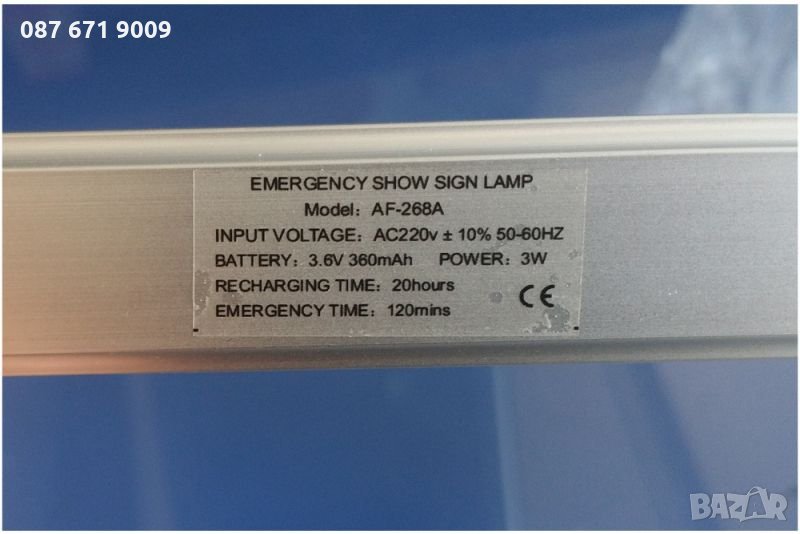 087 671 9009
EMERGENCY SHOW SIGN LAMP
Model: AF-268A
INPUT VOLTAGE: AC220v ± 10% 50-60HZ
BATTERY: 3.6V 360mAh POWER: 3W
RECHARGING TIME: 20hours
EMERGENCY TIME: 120mins
CE
BAZAR